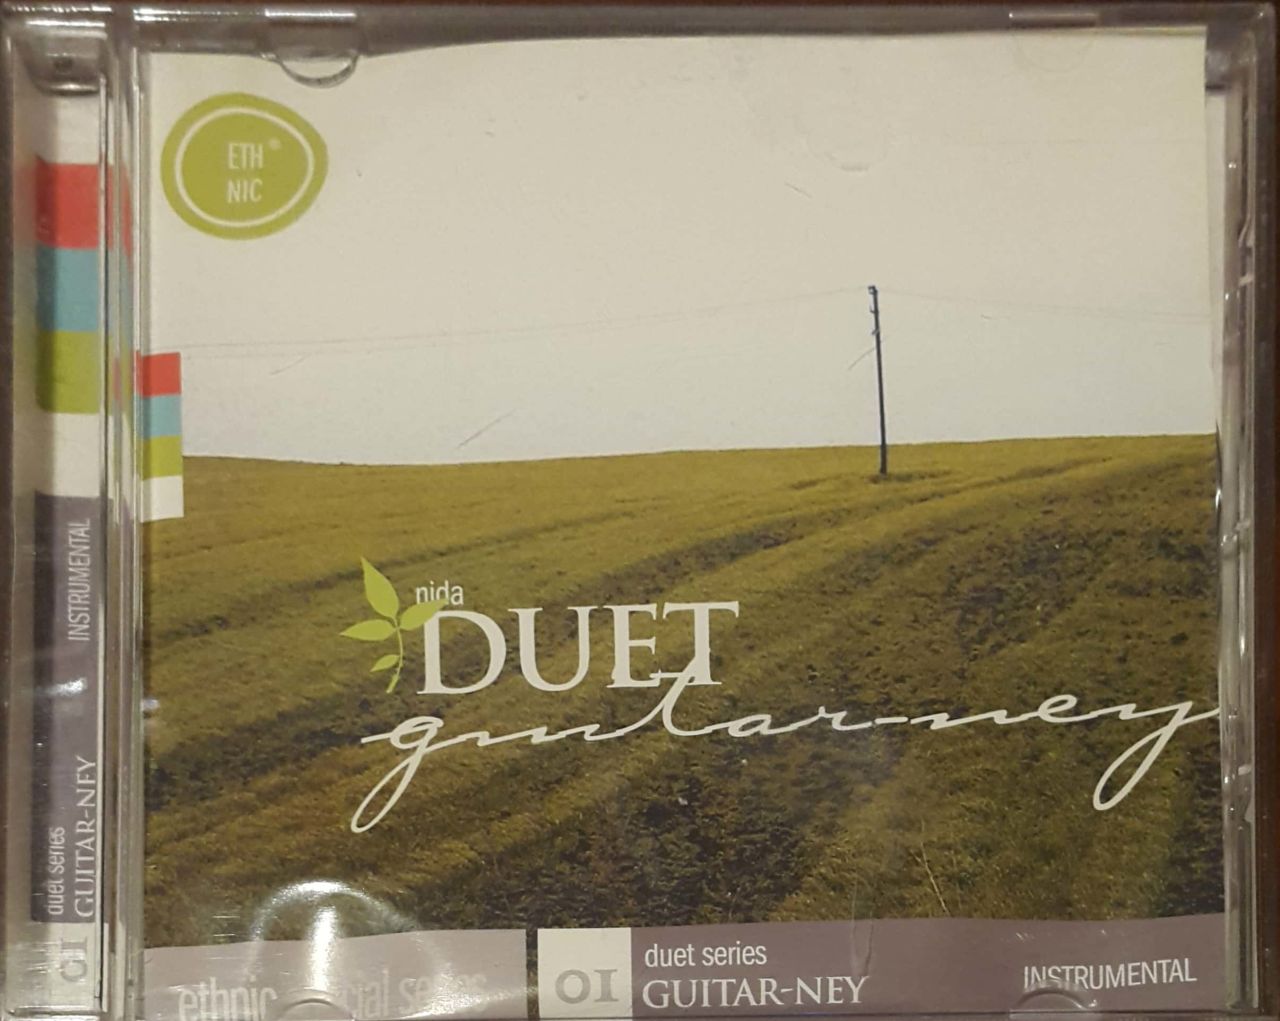 ETH
NIC
nida
DUET
guitar-ney
ethnic series
01
duet series
GUITAR-NEY
INSTRUMENTAL
INSTRUMENTAL
duet series
GUITAR-NEY
01